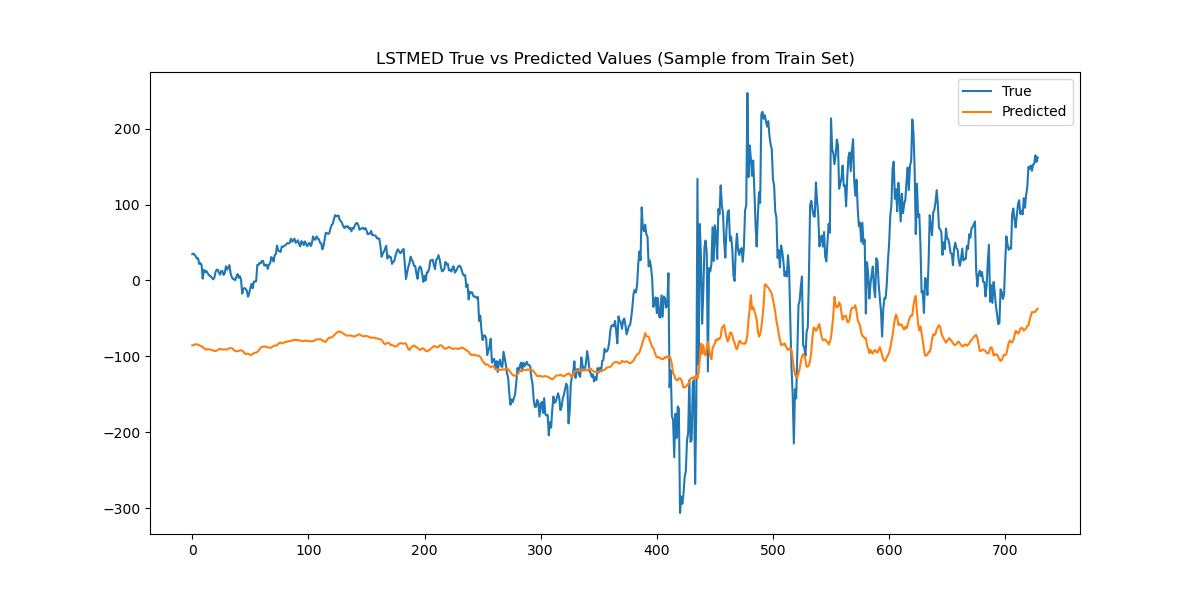 LSTMED True vs Predicted Values (Sample from Train Set)
True
Predicted
200
100
0
−100
−200
−300
0 100 200 300 400 500 600 700